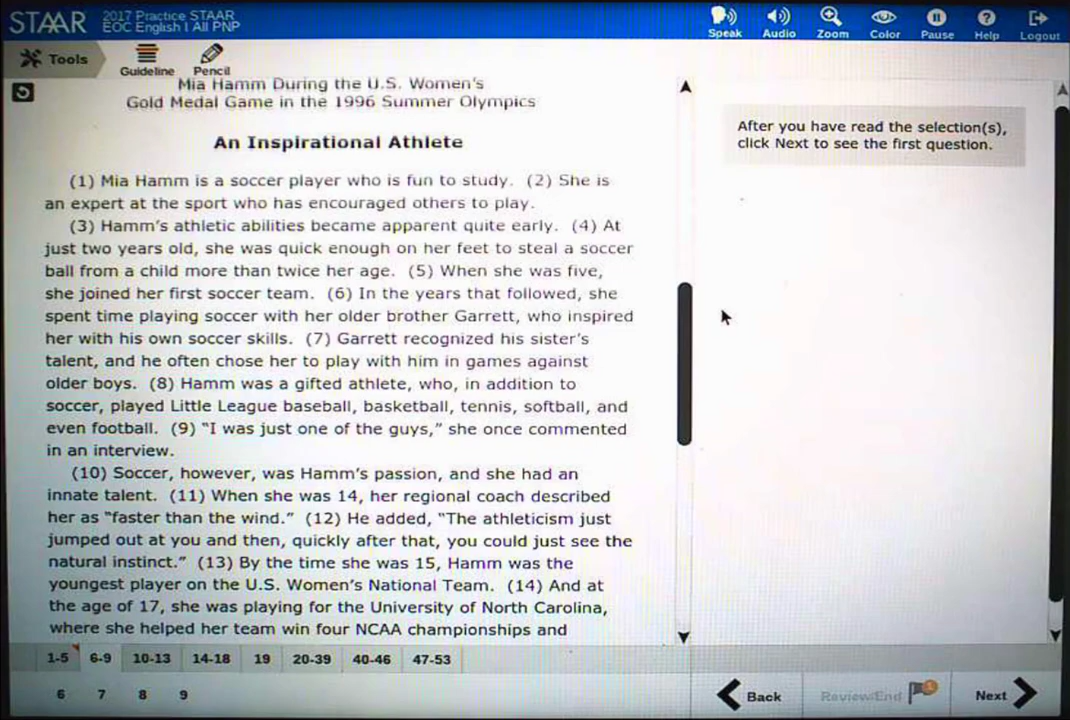 STAAR
2017 Practice STAAR
EOC English I All PNP
Speak
Audio
Zoom
Color
Pause
Help
Logout
Tools
Guideline
Pencil
Mia Hamm During the U.S. Women's
Gold Medal Game in the 1996 Summer Olympics
An Inspirational Athlete
(1) Mia Hamm is a soccer player who is fun to study. (2) She is
an expert at the sport who has encouraged others to play.
(3) Hamm's athletic abilities became apparent quite early. (4) At
just two years old, she was quick enough on her feet to steal a soccer
ball from a child more than twice her age. (5) When she was five,
she joined her first soccer team. (6) In the years that followed, she
spent time playing soccer with her older brother Garrett, who inspired
her with his own soccer skills. (7) Garrett recognized his sister's
talent, and he often chose her to play with him in games against
older boys. (8) Hamm was a gifted athlete, who, in addition to
soccer, played Little League baseball, basketball, tennis, softball, and
even football. (9) "I was just one of the guys," she once commented
in an interview.
(10) Soccer, however, was Hamm's passion, and she had an
innate talent. (11) When she was 14, her regional coach described
her as "faster than the wind." (12) He added, "The athleticism just
jumped out at you and then, quickly after that, you could just see the
natural instinct." (13) By the time she was 15, Hamm was the
youngest player on the U.S. Women's National Team. (14) And at
the age of 17, she was playing for the University of North Carolina,
where she helped her team win four NCAA championships and
After you have read the selection(s),
click Next to see the first question.
1-5 6-9 10-13 14-18 19 20-39 40-46 47-53
6 7 8 9
Back
Review/End
Next